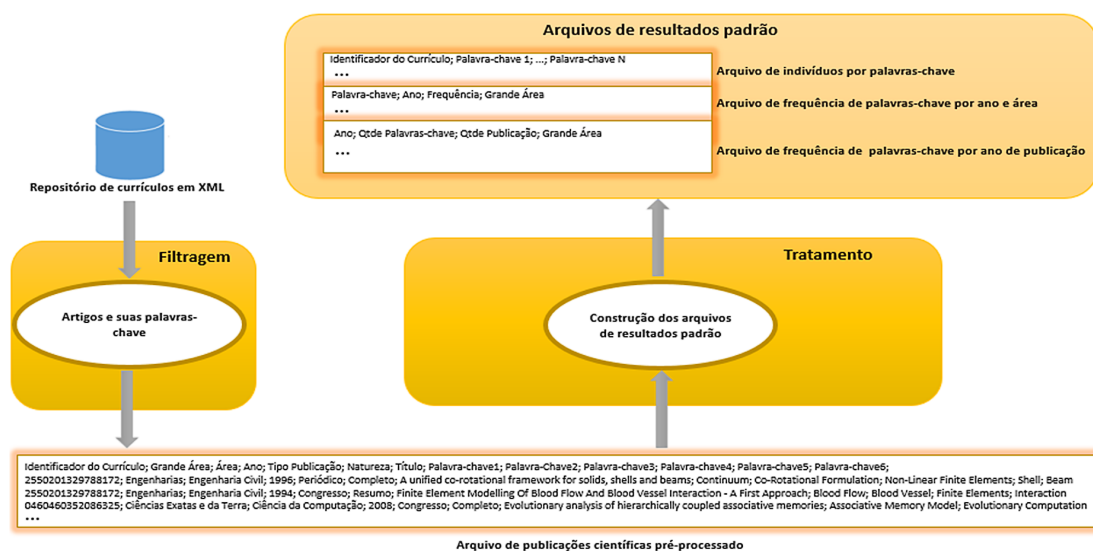 Arquivos de resultados padrão
Identificador do Currículo; Palavra-chave 1; ...; Palavra-chave N
...
Arquivo de indivíduos por palavras-chave
Palavra-chave; Ano; Frequência; Grande Área
...
Arquivo de frequência de palavras-chave por ano e área
Ano; Qtde Palavras-chave; Qtde Publicação; Grande Área
...
Arquivo de frequência de palavras-chave por ano de publicação
Repositório de currículos em XML
Filtragem
Artigos e suas palavras-
chave
Tratamento
Construção dos arquivos
de resultados padrão
Identificador do Currículo; Grande Área; Área; Ano; Tipo Publicação; Natureza; Título; Palavra-chave1; Palavra-Chave2; Palavra-chave3; Palavra-chave4; Palavra-chave5; Palavra-chave6;
2550201329788172; Engenharias; Engenharia Civil; 1996; Periódico; Completo; A unified co-rotational framework for solids, shells and beams; Continuum; Co-Rotational Formulation; Non-Linear Finite Elements; Shell; Beam
2550201329788172; Engenharias; Engenharia Civil; 1994; Congresso; Resumo; Finite Element Modelling Of Blood Flow And Blood Vessel Interaction - A First Approach; Blood Flow; Blood Vessel; Finite Elements; Interaction
0460460352086325; Ciências Exatas e da Terra; Ciência da Computação; 2008; Congresso; Completo; Evolutionary analysis of hierarchically coupled associative memories; Associative Memory Model; Evolutionary Computation
...
Arquivo de publicações científicas pré-processado